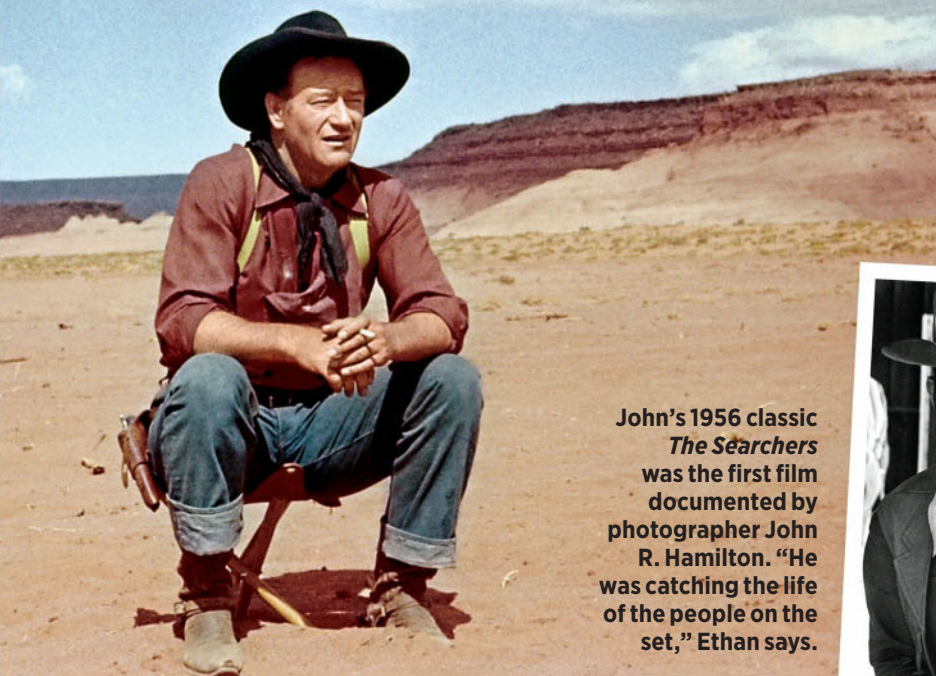 John’s 1956 classic
The Searchers
was the first film
documented by
photographer John
R. Hamilton. “He
was catching the life
of the people on the
set,” Ethan says.